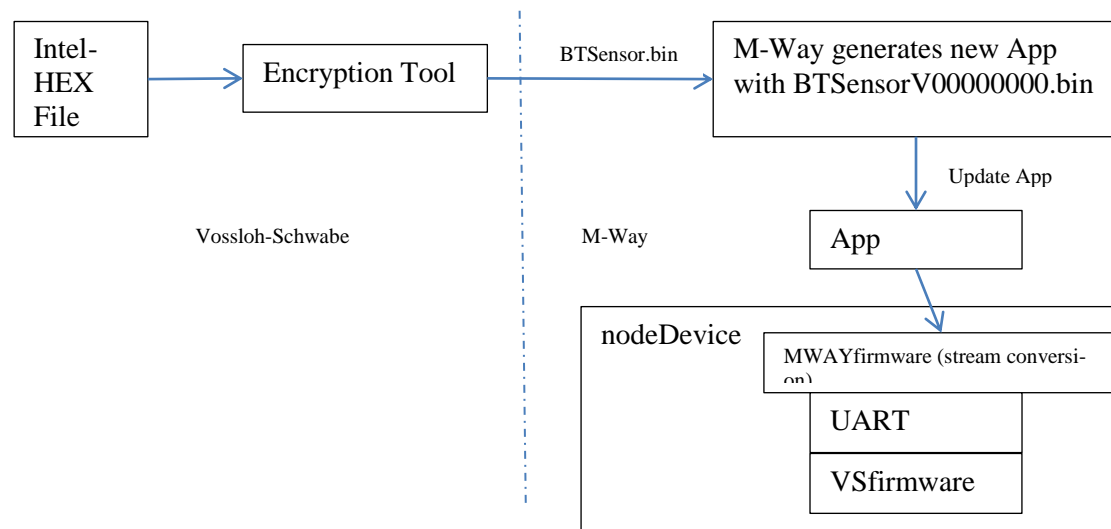 Intel-
HEX
File
Encryption Tool
BTSensor.bin
M-Way generates new App
with BTSensorV00000000.bin
Update App
Vossloh-Schwabe
M-Way
App
nodeDevice
MWAYfirmware (stream conversi-
on)
UART
VSfirmware